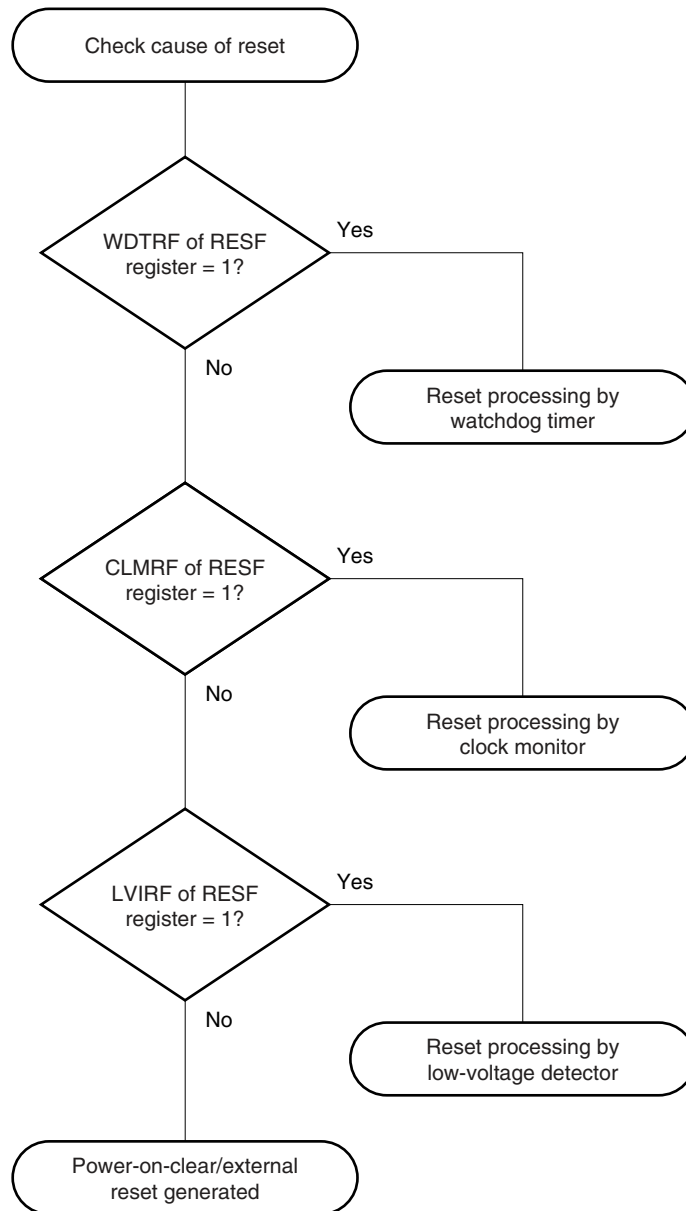 Check cause of reset
WDTRF of RESF
register = 1?
Yes
No
Reset processing by
watchdog timer
CLMRF of RESF
register = 1?
Yes
No
Reset processing by
clock monitor
LVIRF of RESF
register = 1?
Yes
No
Reset processing by
low-voltage detector
Power-on-clear/external
reset generated